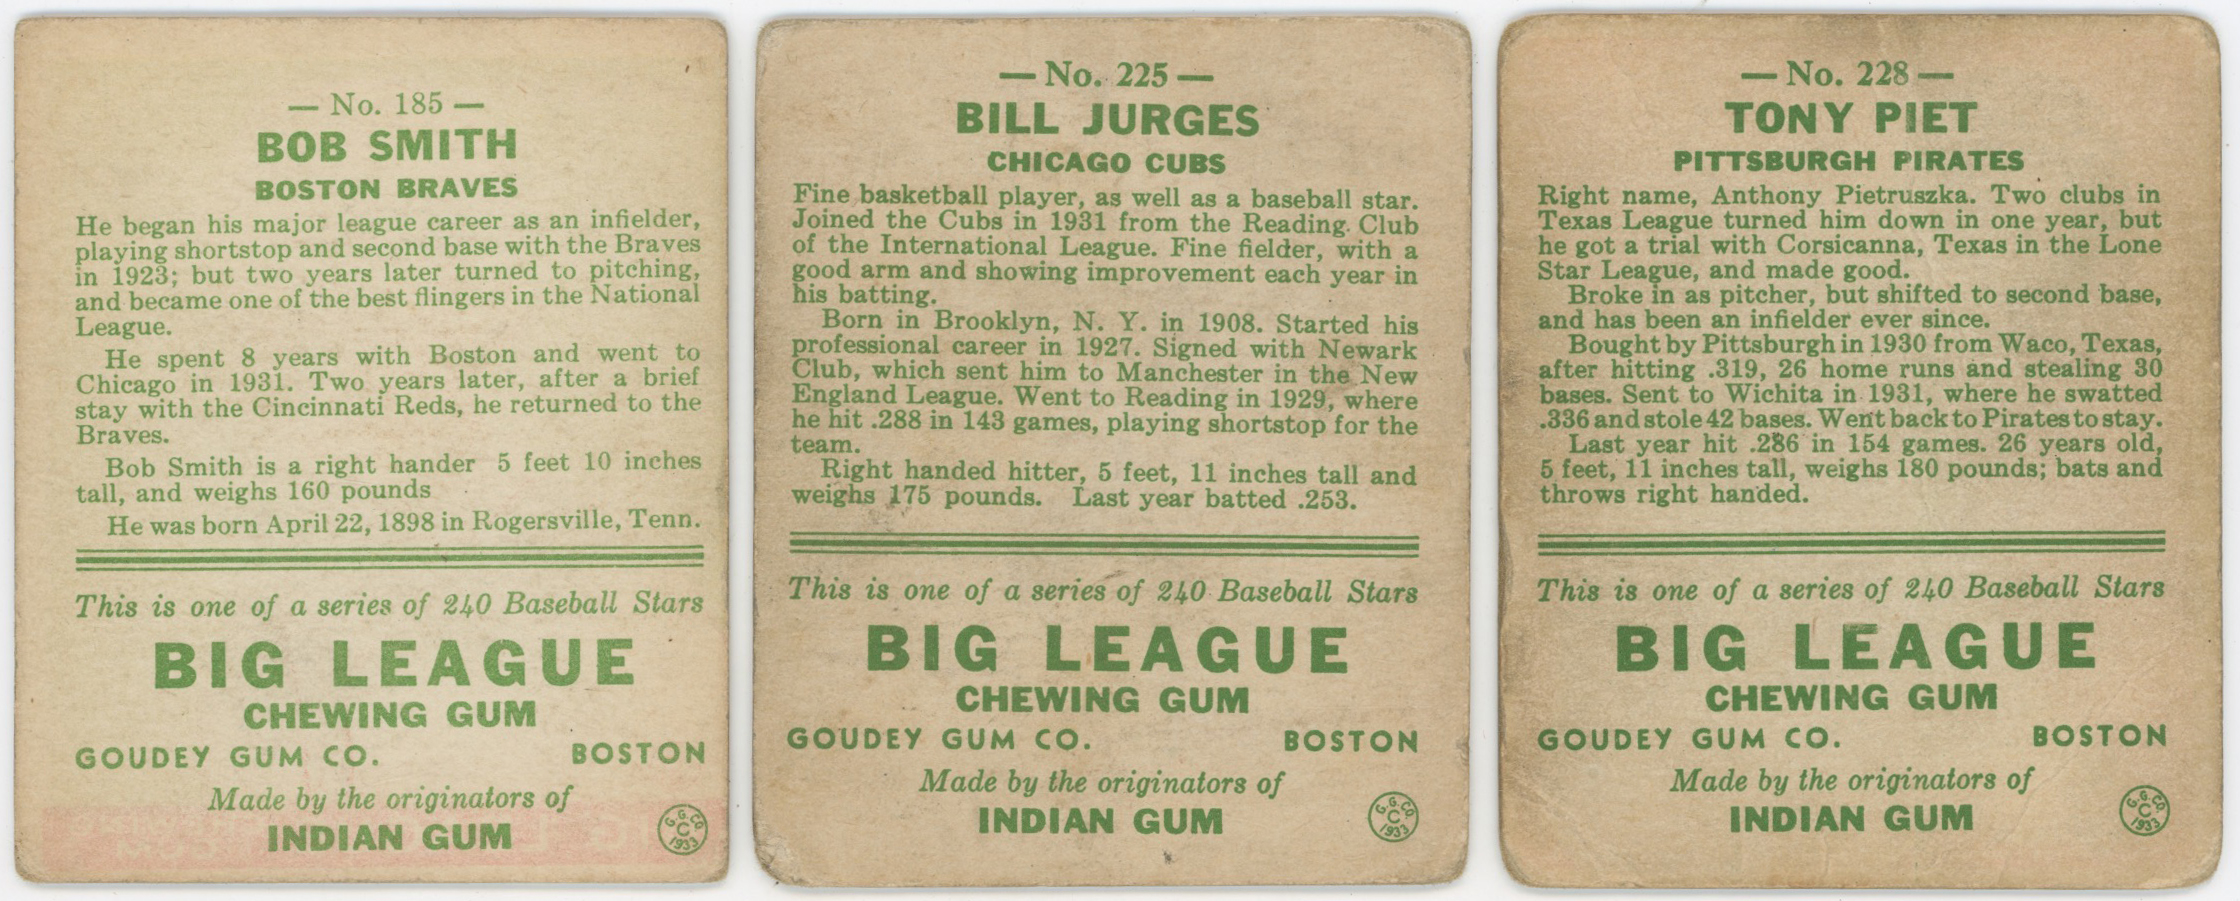 — No. 185 —
BOB SMITH
BOSTON BRAVES
He began his major league career as an infielder,
playing shortstop and second base with the Braves
in 1923; but two years later turned to pitching,
and became one of the best flingers in the National
League.
He spent 8 years with Boston and went to
Chicago in 1931. Two years later, after a brief
stay with the Cincinnati Reds, he returned to the
Braves.
Bob Smith is a right hander 5 feet 10 inches
tall, and weighs 160 pounds
He was born April 22, 1898 in Rogersville, Tenn.
This is one of a series of 240 Baseball Stars
BIG LEAGUE
CHEWING GUM
GOUDEY GUM CO. BOSTON
Made by the originators of
INDIAN GUM
G.G.CO.
C
1933
— No. 225 —
BILL JURGES
CHICAGO CUBS
Fine basketball player, as well as a baseball star.
Joined the Cubs in 1931 from the Reading Club
of the International League. Fine fielder, with a
good arm and showing improvement each year in
his batting.
Born in Brooklyn, N. Y. in 1908. Started his
professional career in 1927. Signed with Newark
Club, which sent him to Manchester in the New
England League. Went to Reading in 1929, where
he hit .288 in 143 games, playing shortstop for the
team.
Right handed hitter, 5 feet, 11 inches tall and
weighs 175 pounds. Last year batted .253.
This is one of a series of 240 Baseball Stars
BIG LEAGUE
CHEWING GUM
GOUDEY GUM CO. BOSTON
Made by the originators of
INDIAN GUM
G.G.CO.
C
1933
— No. 228 —
TONY PIET
PITTSBURGH PIRATES
Right name, Anthony Pietruszka. Two clubs in
Texas League turned him down in one year, but
he got a trial with Corsicanna, Texas in the Lone
Star League, and made good.
Broke in as pitcher, but shifted to second base,
and has been an infielder ever since.
Bought by Pittsburgh in 1930 from Waco, Texas,
after hitting .319, 26 home runs and stealing 30
bases. Sent to Wichita in 1931, where he swatted
.336 and stole 42 bases. Went back to Pirates to stay.
Last year hit .286 in 154 games. 26 years old,
5 feet, 11 inches tall, weighs 180 pounds; bats and
throws right handed.
This is one of a series of 240 Baseball Stars
BIG LEAGUE
CHEWING GUM
GOUDEY GUM CO. BOSTON
Made by the originators of
INDIAN GUM
G.G.CO.
C
1933